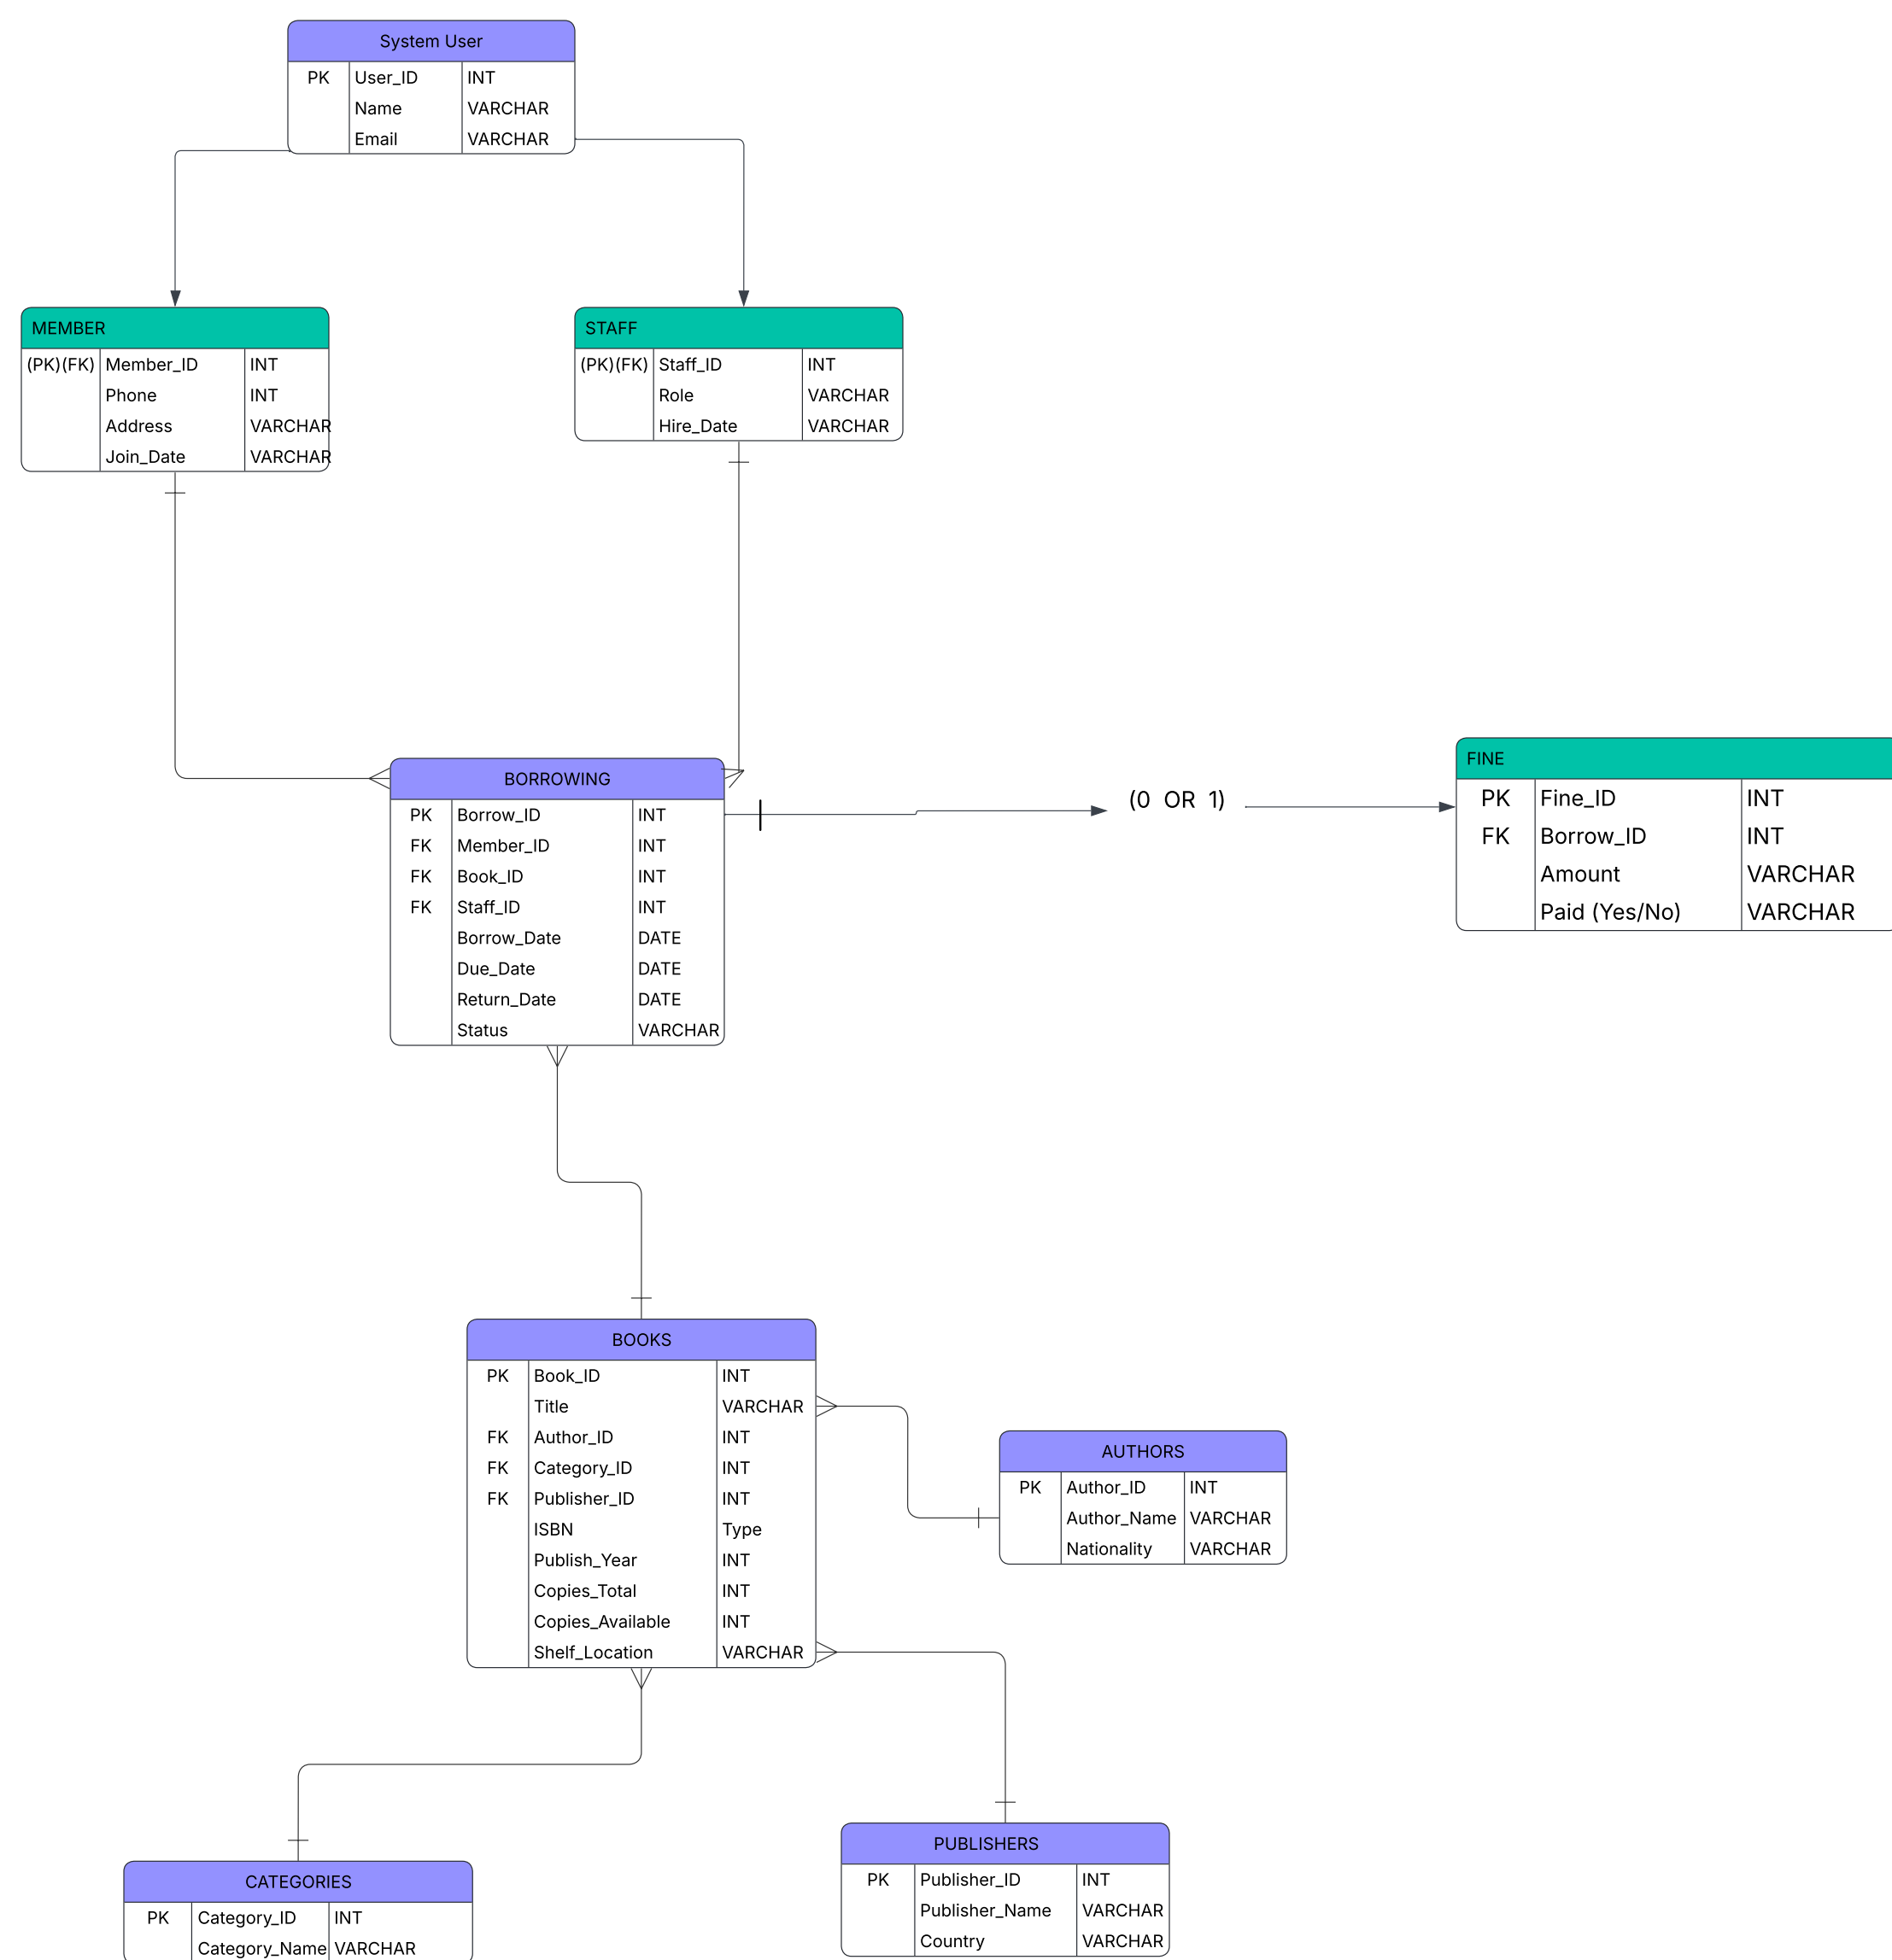 System User
PK User_ID INT
Name VARCHAR
Email VARCHAR
MEMBER
(PK)(FK) Member_ID INT
Phone INT
Address VARCHAR
Join_Date VARCHAR
STAFF
(PK)(FK) Staff_ID INT
Role VARCHAR
Hire_Date VARCHAR
BORROWING
PK Borrow_ID INT
FK Member_ID INT
FK Book_ID INT
FK Staff_ID INT
Borrow_Date DATE
Due_Date DATE
Return_Date DATE
Status VARCHAR
(0 OR 1)
FINE
PK Fine_ID INT
FK Borrow_ID INT
Amount VARCHAR
Paid (Yes/No) VARCHAR
BOOKS
PK Book_ID INT
Title VARCHAR
FK Author_ID INT
FK Category_ID INT
FK Publisher_ID INT
ISBN Type
Publish_Year INT
Copies_Total INT
Copies_Available INT
Shelf_Location VARCHAR
AUTHORS
PK Author_ID INT
Author_Name VARCHAR
Nationality VARCHAR
CATEGORIES
PK Category_ID INT
Category_Name VARCHAR
PUBLISHERS
PK Publisher_ID INT
Publisher_Name VARCHAR
Country VARCHAR